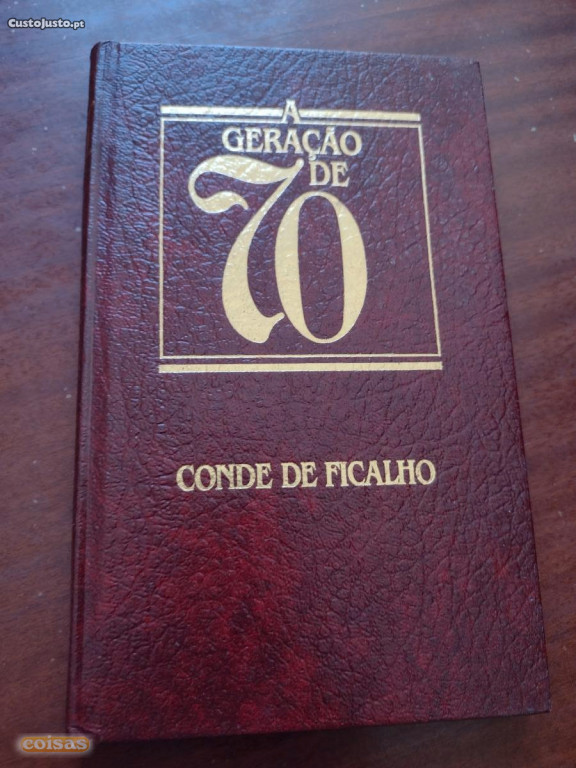 CustoJusto.pt
A
GERAÇÃO
DE
70
CONDE DE FICALHO
coisas